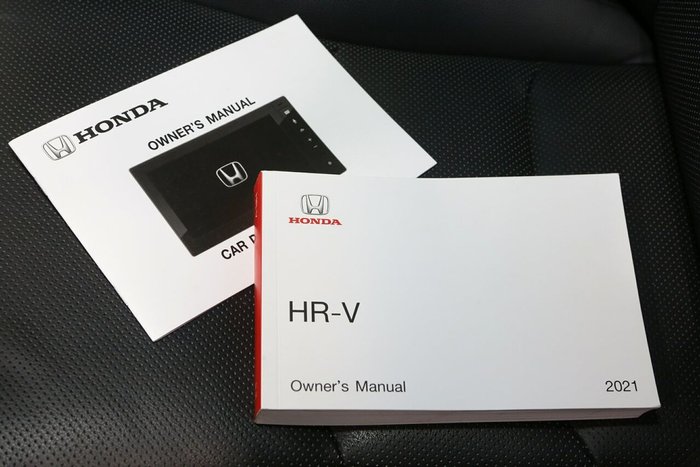 HONDA
OWNER'S MANUAL
CAR
HONDA
HR-V
Owner's Manual
2021